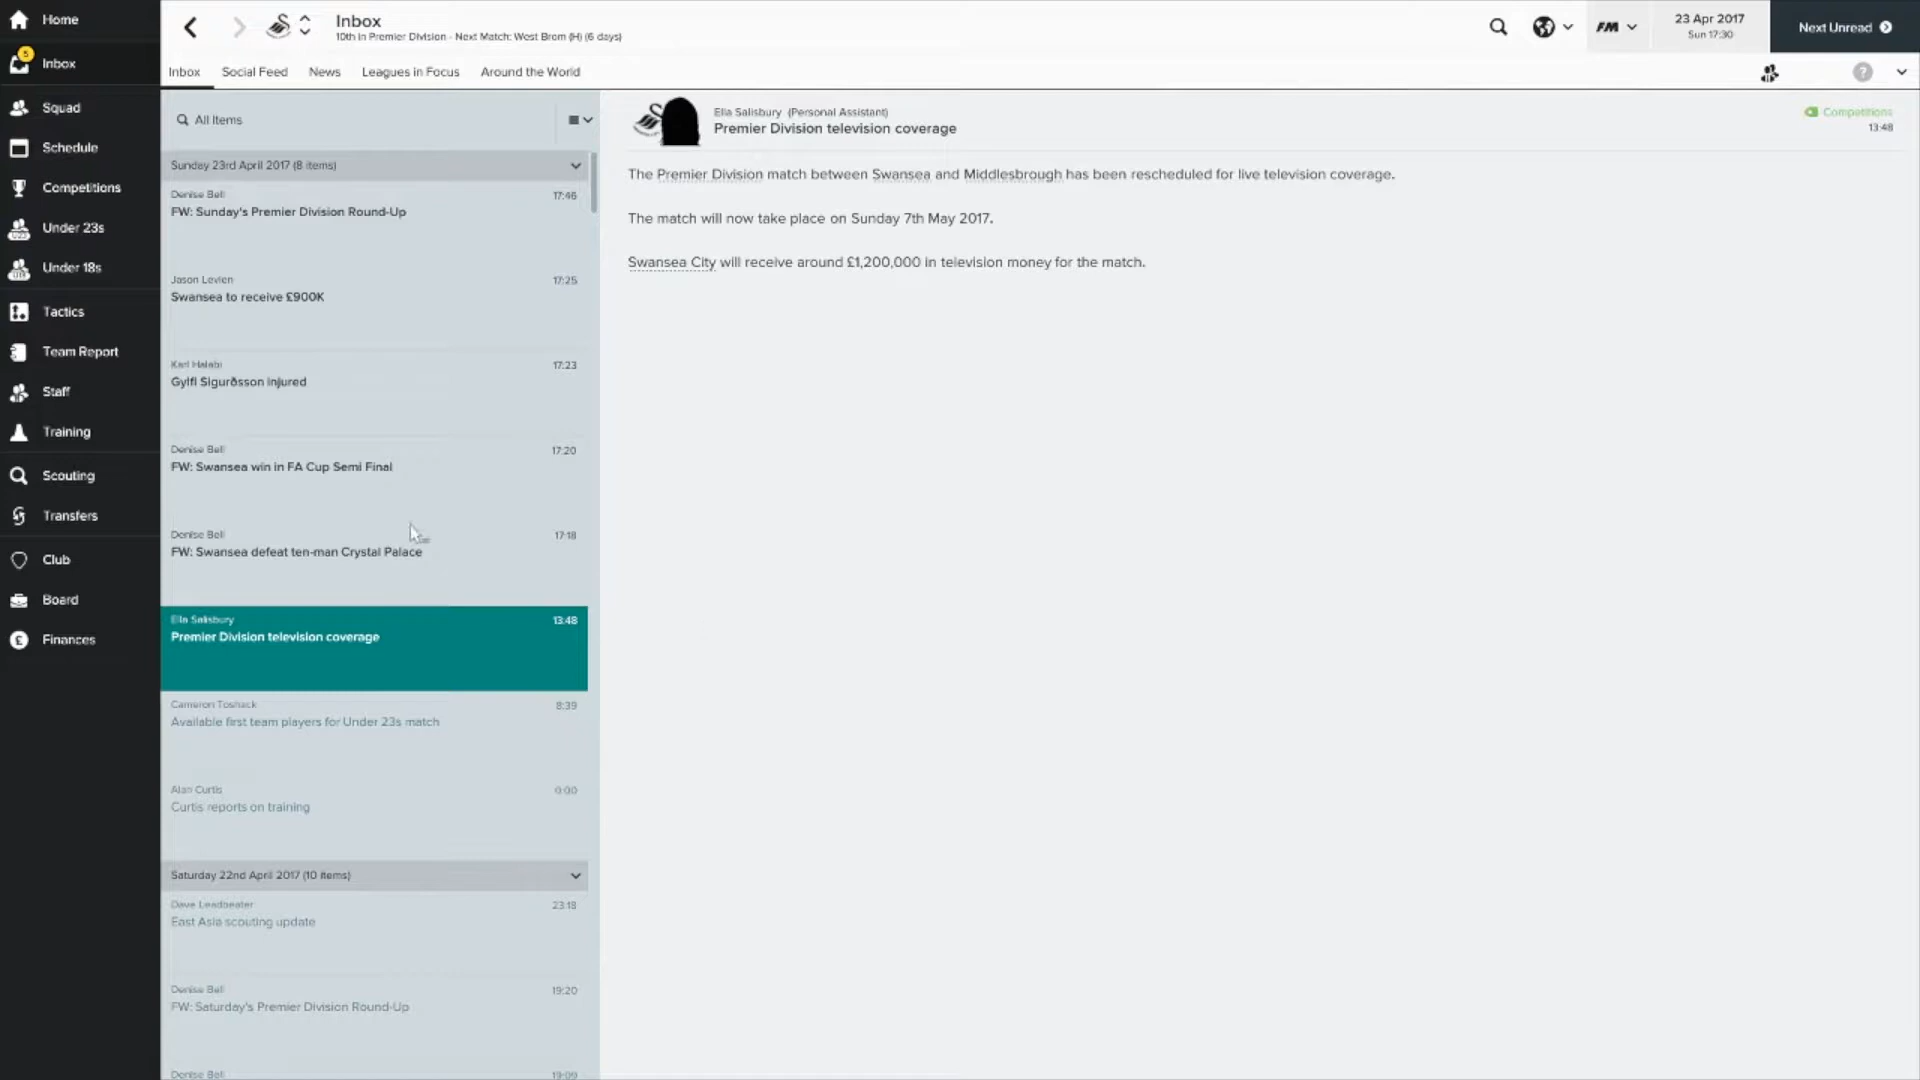 Home
5
Inbox
Squad
Schedule
Competitions
Under 23s
Under 18s
Tactics
Team Report
Staff
Training
Scouting
Transfers
Club
Board
Finances
Inbox
10th in Premier Division - Next Match: West Brom (H) (6 days)
FM
23 Apr 2017
Sun 17:30
Next Unread
Inbox
Social Feed
News
Leagues in Focus
Around the World
?
All Items
Sunday 23rd April 2017 (8 items)
Denise Bell
17:46
FW: Sunday's Premier Division Round-Up
Jason Levien
17:25
Swansea to receive £900K
Karl Halabi
17:23
Gylfi Sigurðsson injured
Denise Bell
17:20
FW: Swansea win in FA Cup Semi Final
Denise Bell
17:18
FW: Swansea defeat ten-man Crystal Palace
Ella Salisbury
13:48
Premier Division television coverage
Cameron Toshack
8:39
Available first team players for Under 23s match
Alan Curtis
0:00
Curtis reports on training
Saturday 22nd April 2017 (10 items)
Dave Leadbeater
23:18
East Asia scouting update
Denise Bell
19:20
FW: Saturday's Premier Division Round-Up
Denise Bell
19:09
Ella Salisbury (Personal Assistant)
Premier Division television coverage
Competitions
13:48
The Premier Division match between Swansea and Middlesbrough has been rescheduled for live television coverage.
The match will now take place on Sunday 7th May 2017.
Swansea City will receive around £1,200,000 in television money for the match.